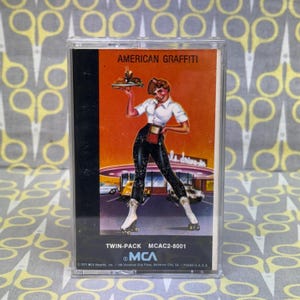 AMERICAN GRAFFITI
TWIN-PACK MCAC2-8001
MCA